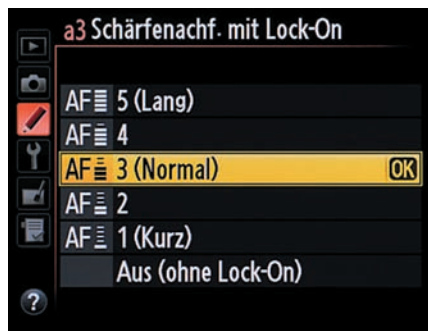 a3 Schärfenachf. mit Lock-On
AF 5 (Lang)
AF 4
AF 3 (Normal) OK
AF 2
AF 1 (Kurz)
Aus (ohne Lock-On)
?